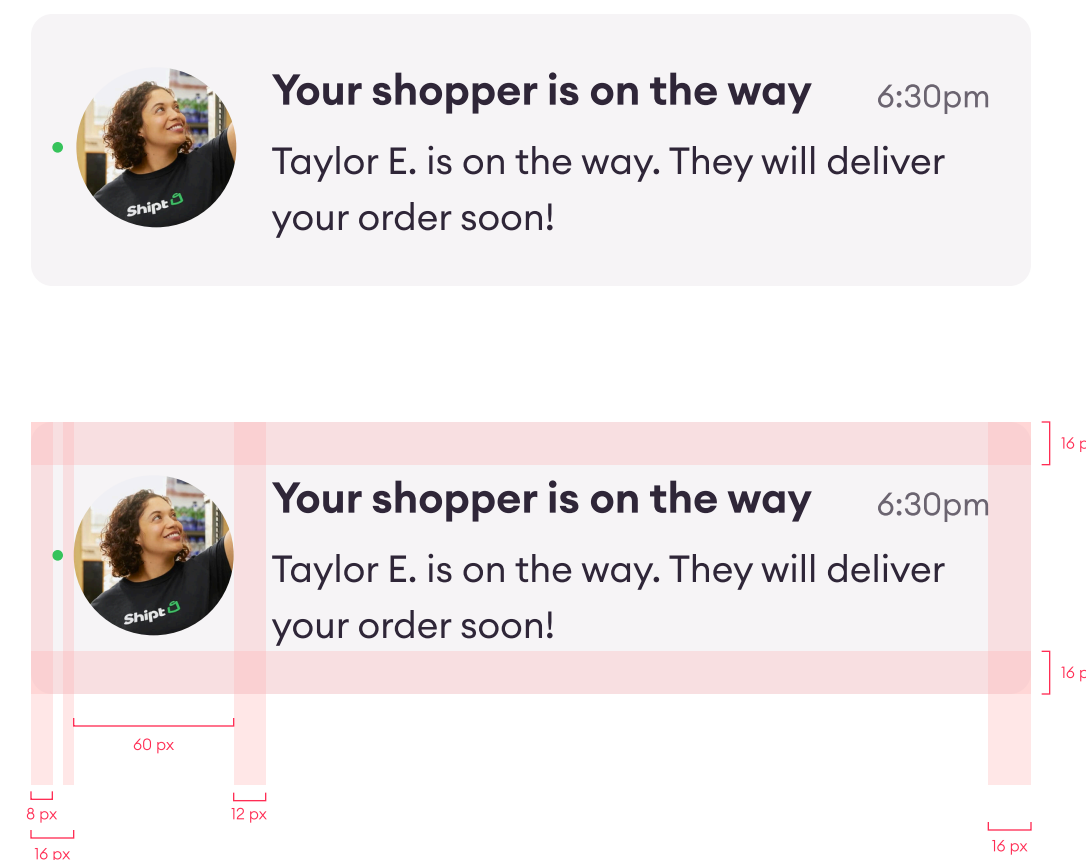 Your shopper is on the way
6:30pm
Taylor E. is on the way. They will deliver
your order soon!
Shipt
16 p
Your shopper is on the way
6:30pm
Taylor E. is on the way. They will deliver
your order soon!
Shipt
16 p
60 px
8 px
12 px
16 px
16 px